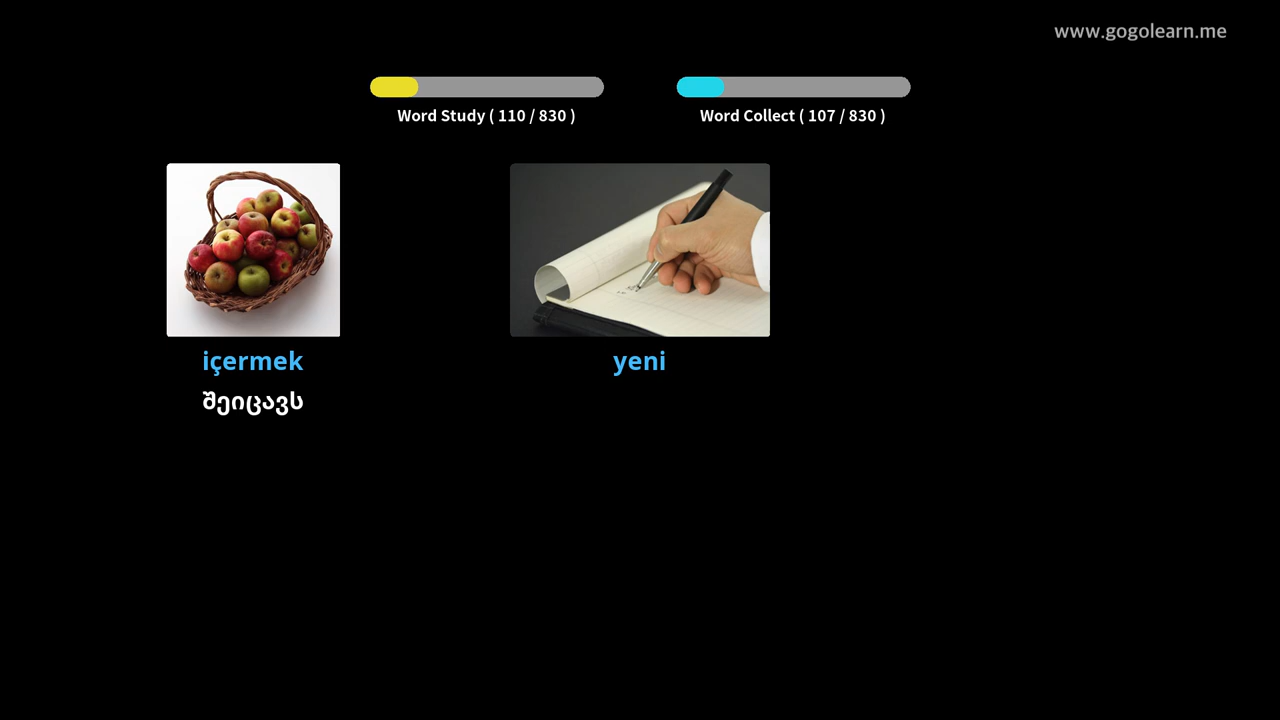 www.gogolearn.me
Word Study ( 110 / 830 )
Word Collect ( 107 / 830 )
içermek
yeni
შეიცავს